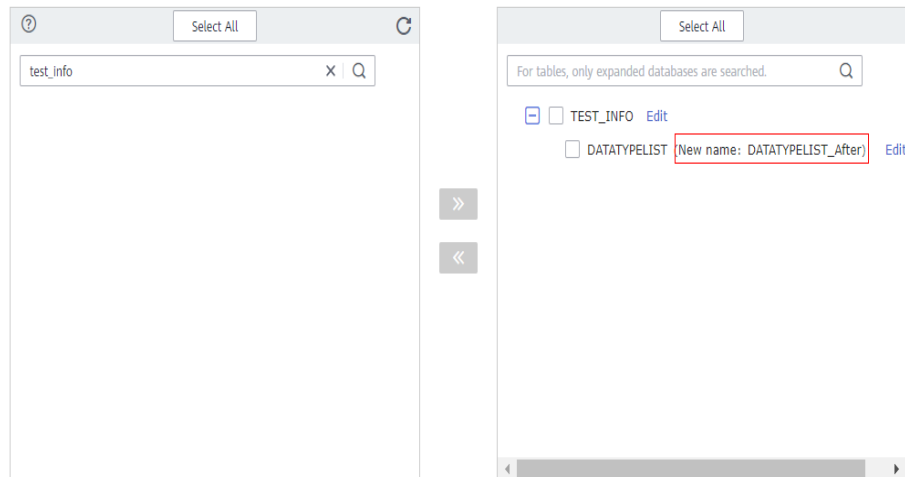 Select All
test_info
Select All
For tables, only expanded databases are searched.
TEST_INFO Edit
DATATYPELIST (New name: DATATYPELIST_After) Edit